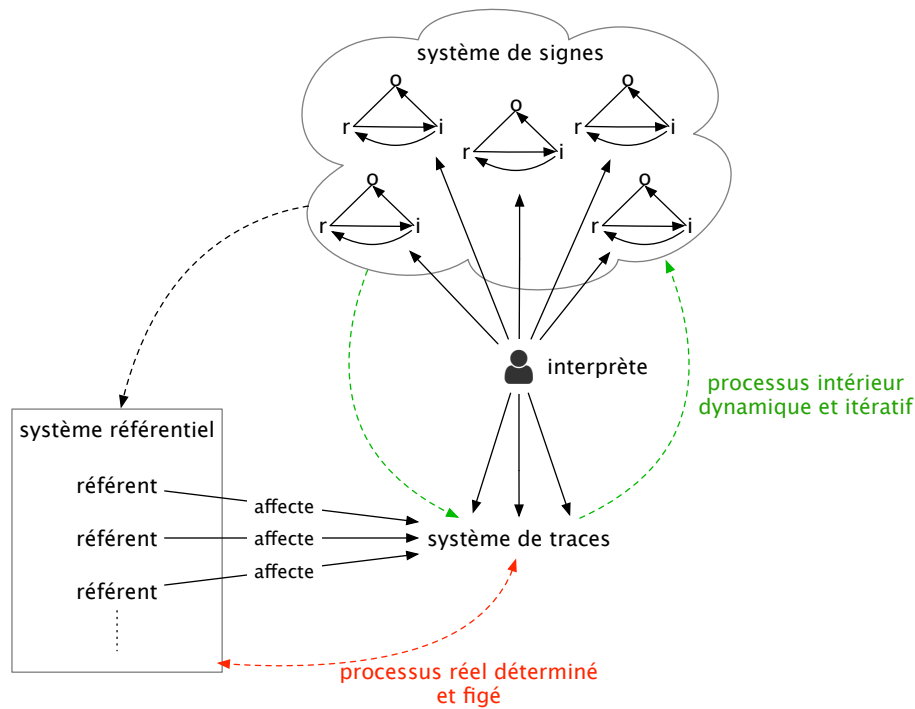 système de signes
o
r i
o
r i
o
r i
o
r i
o
r i
interprète
processus intérieur
dynamique et itératif
système référentiel
référent
affecte
référent
affecte
système de traces
référent
affecte
processus réel déterminé
et figé